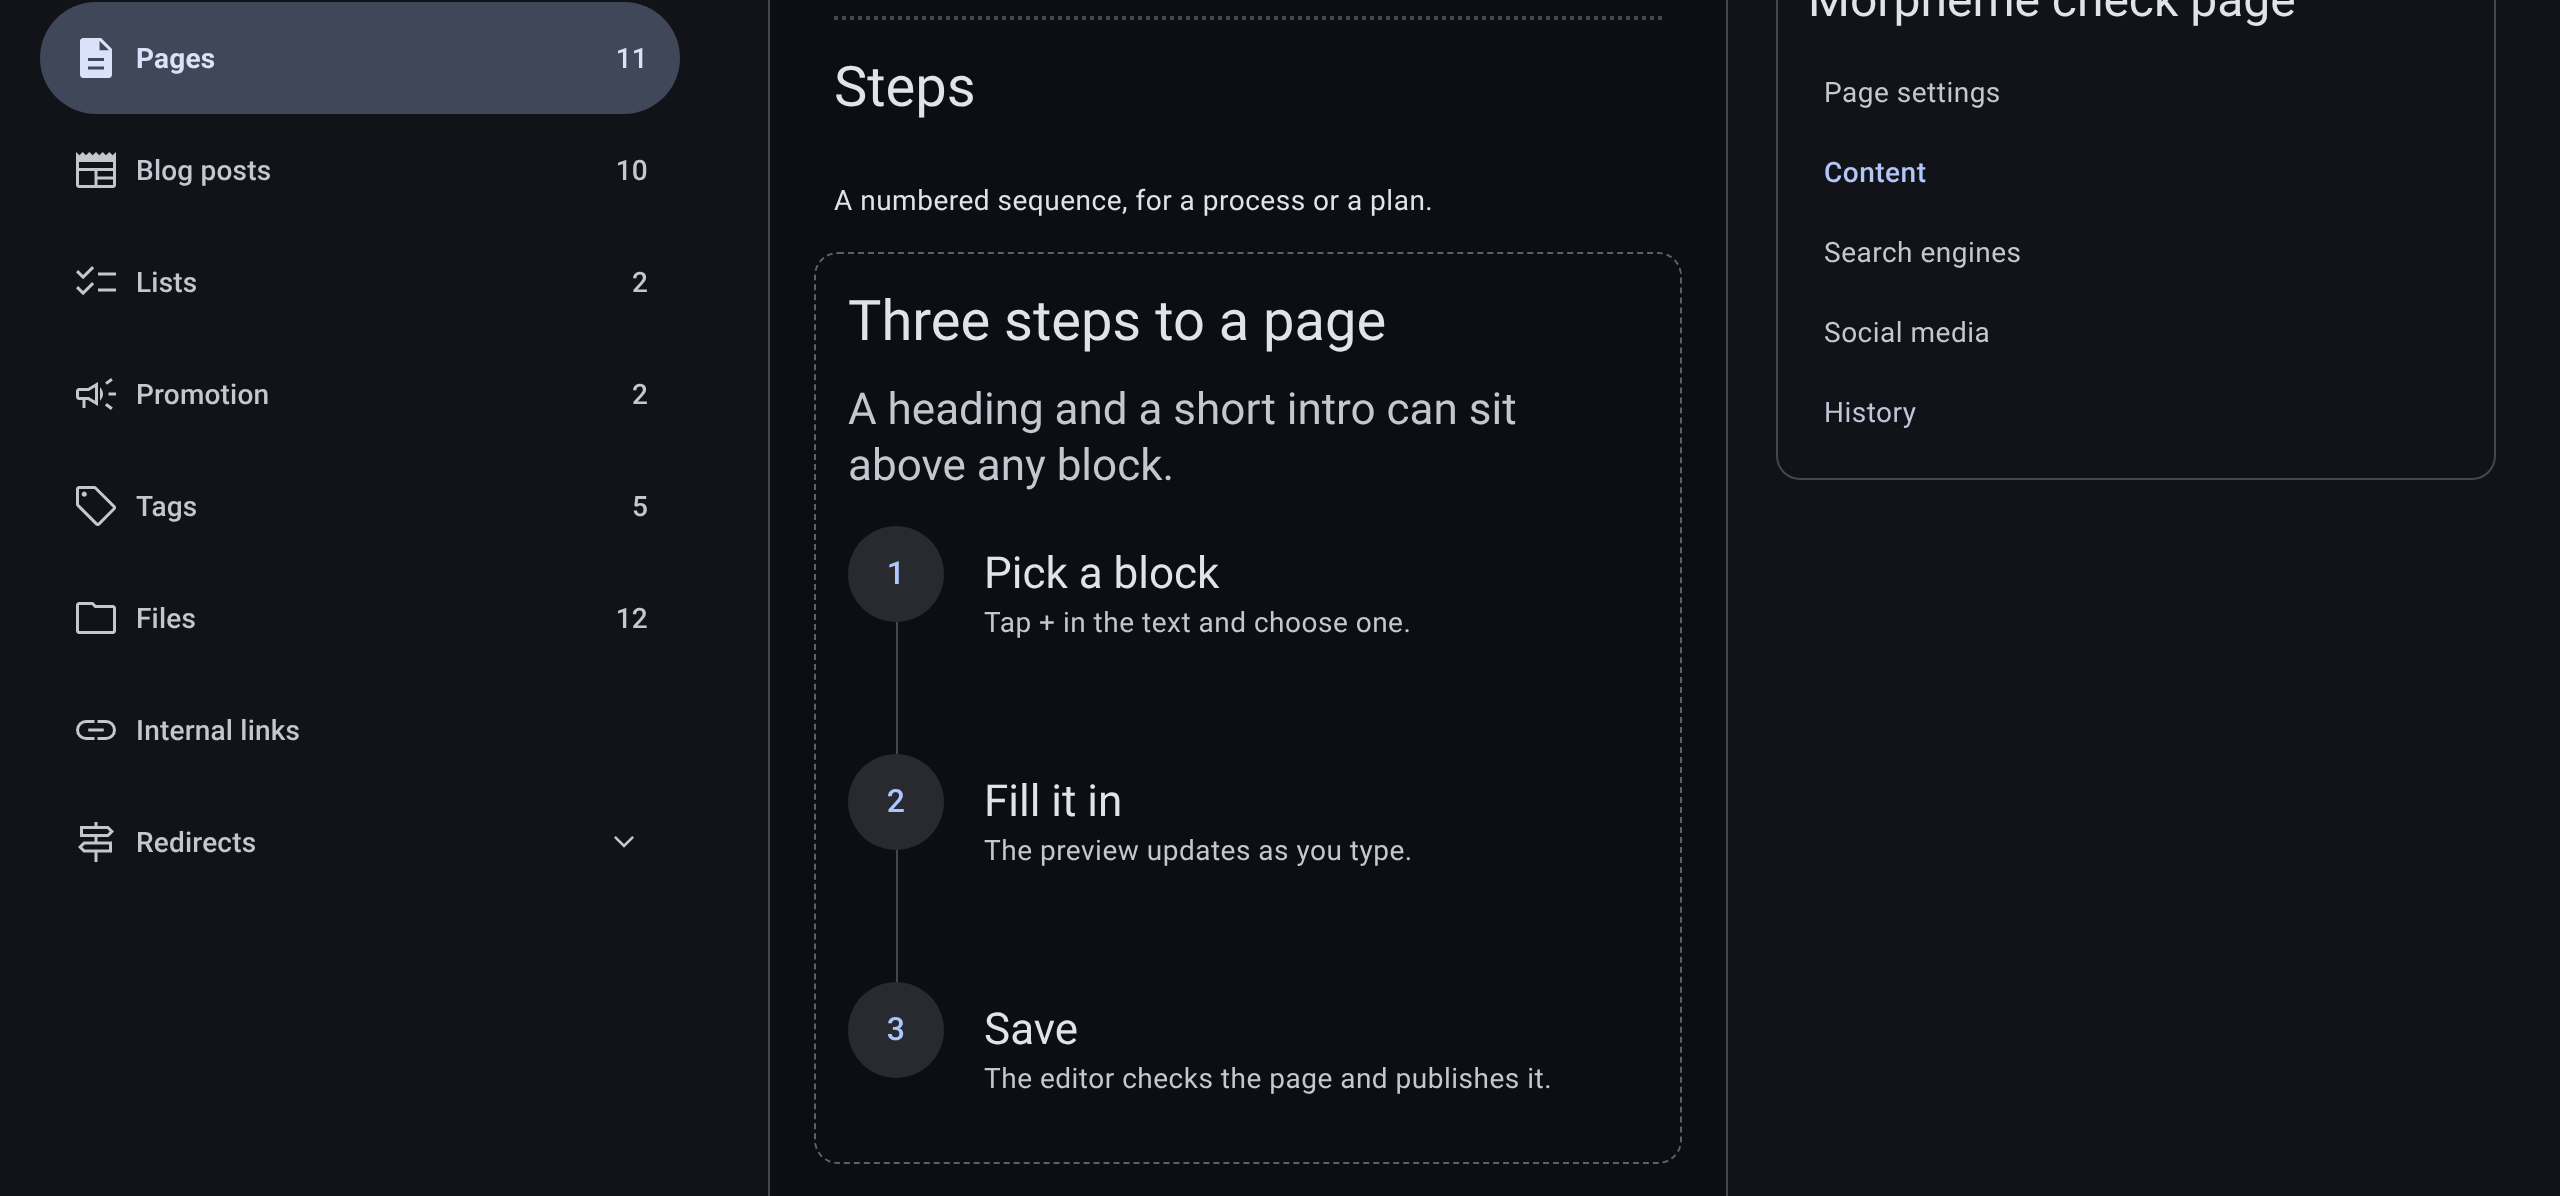 Pages 11
Blog posts 10
Lists 2
Promotion 2
Tags 5
Files 12
Internal links
Redirects
Steps
A numbered sequence, for a process or a plan.
Three steps to a page
A heading and a short intro can sit
above any block.
1
Pick a block
Tap + in the text and choose one.
2
Fill it in
The preview updates as you type.
3
Save
The editor checks the page and publishes it.
Morpheme check page
Page settings
Content
Search engines
Social media
History